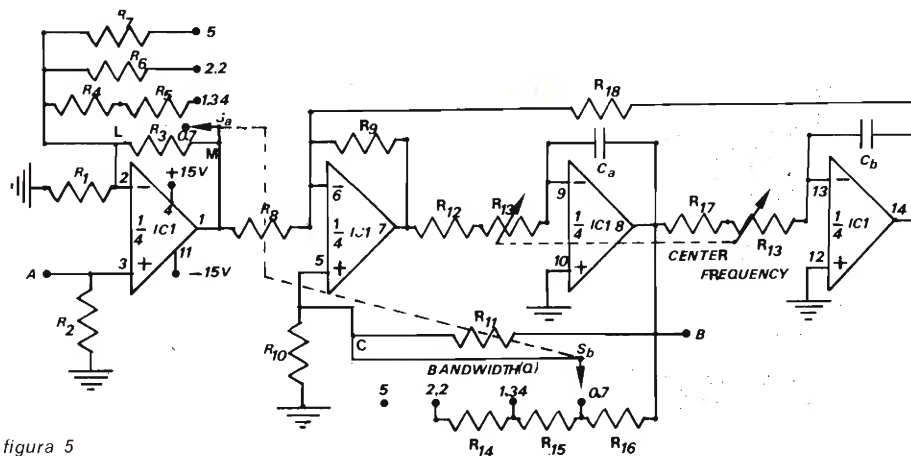 R7
5
R6
2.2
R4
R5
1.34
Sa
0.7
L
R3
M
R18
R1
2
−
+15V
4
1/4 IC1
1
11
−15V
3
+
A
R2
R8
R9
6
−
1/4 IC1
7
5
+
R12
R13
Ca
9
−
1/4 IC1
8
10
+
R17
R13
CENTER
FREQUENCY
Cb
13
−
1/4 IC1
14
12
+
R10
C
R11
B
BANDWIDTH(Q)
Sb
5
2.2
1.34
0.7
R14
R15
R16
figura 5